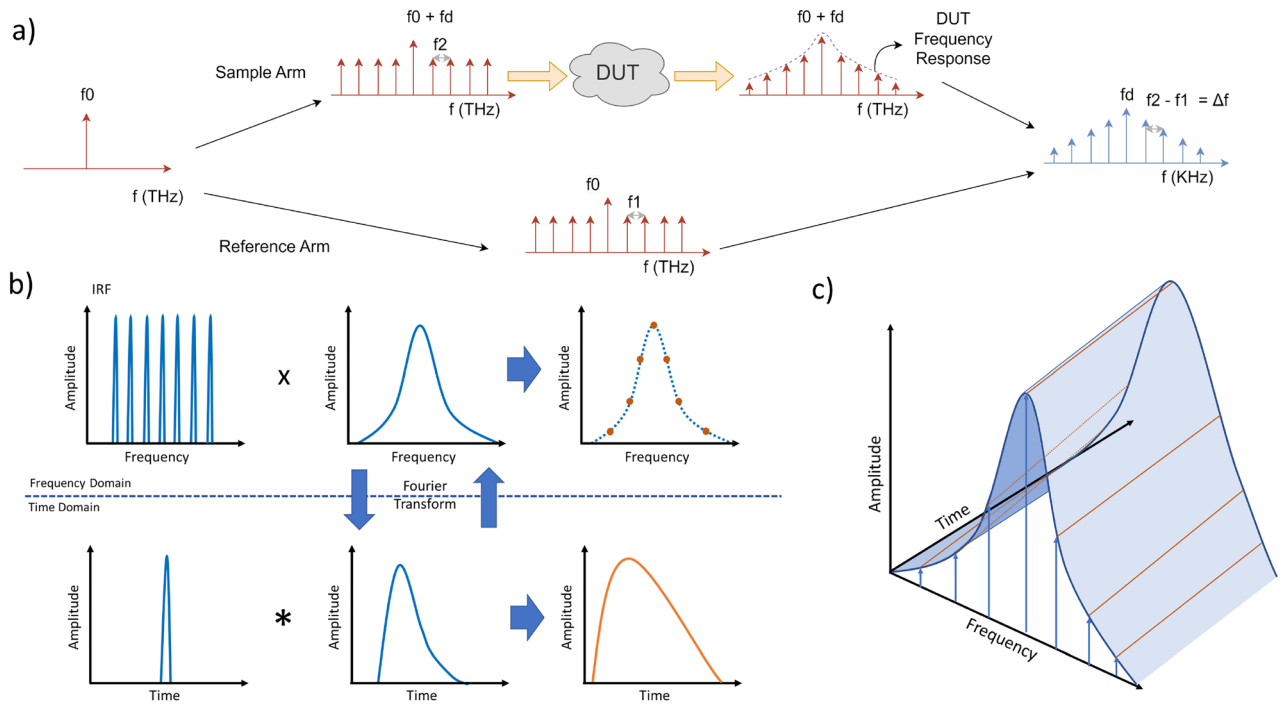 a)
f0
f (THz)
Sample Arm
f0 + fd
f2
f (THz)
DUT
f0 + fd
f (THz)
DUT
Frequency
Response
Reference Arm
f0
f1
f (THz)
fd
f2 - f1 = Δf
f (KHz)
b)
IRF
Amplitude
Frequency
x
Amplitude
Frequency
Amplitude
Frequency
Frequency Domain
Time Domain
Fourier
Transform
Amplitude
Time
*
Amplitude
Time
Amplitude
Time
c)
Amplitude
Time
Frequency